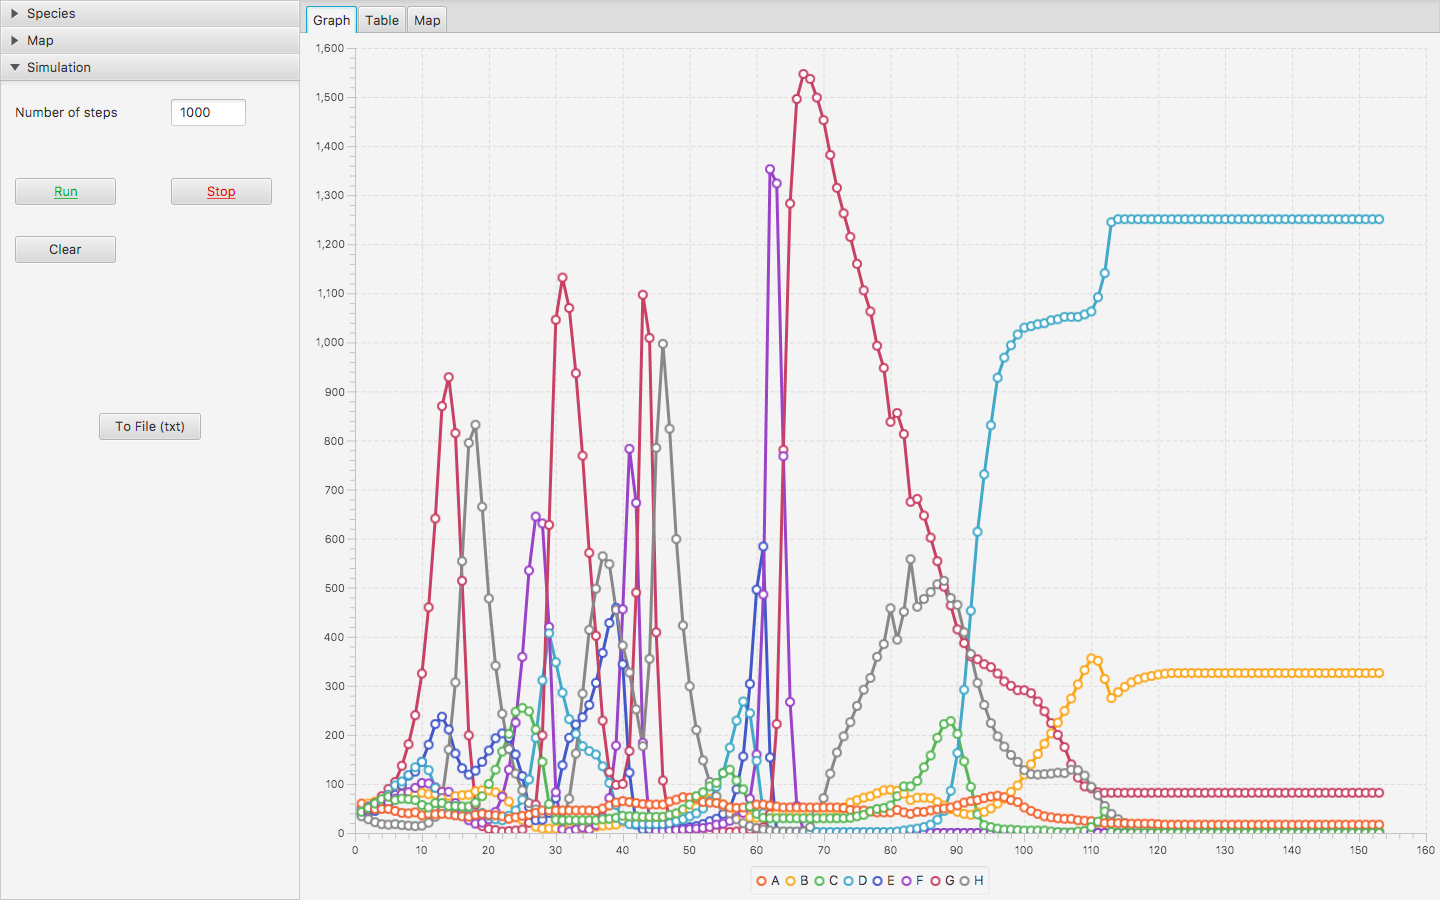 Species
Map
Simulation
Number of steps 1000
Run Stop
Clear
To File (txt)
Graph Table Map
1,600
1,500
1,400
1,300
1,200
1,100
1,000
900
800
700
600
500
400
300
200
100
0
0 10 20 30 40 50 60 70 80 90 100 110 120 130 140 150 160
A B C D E F G H